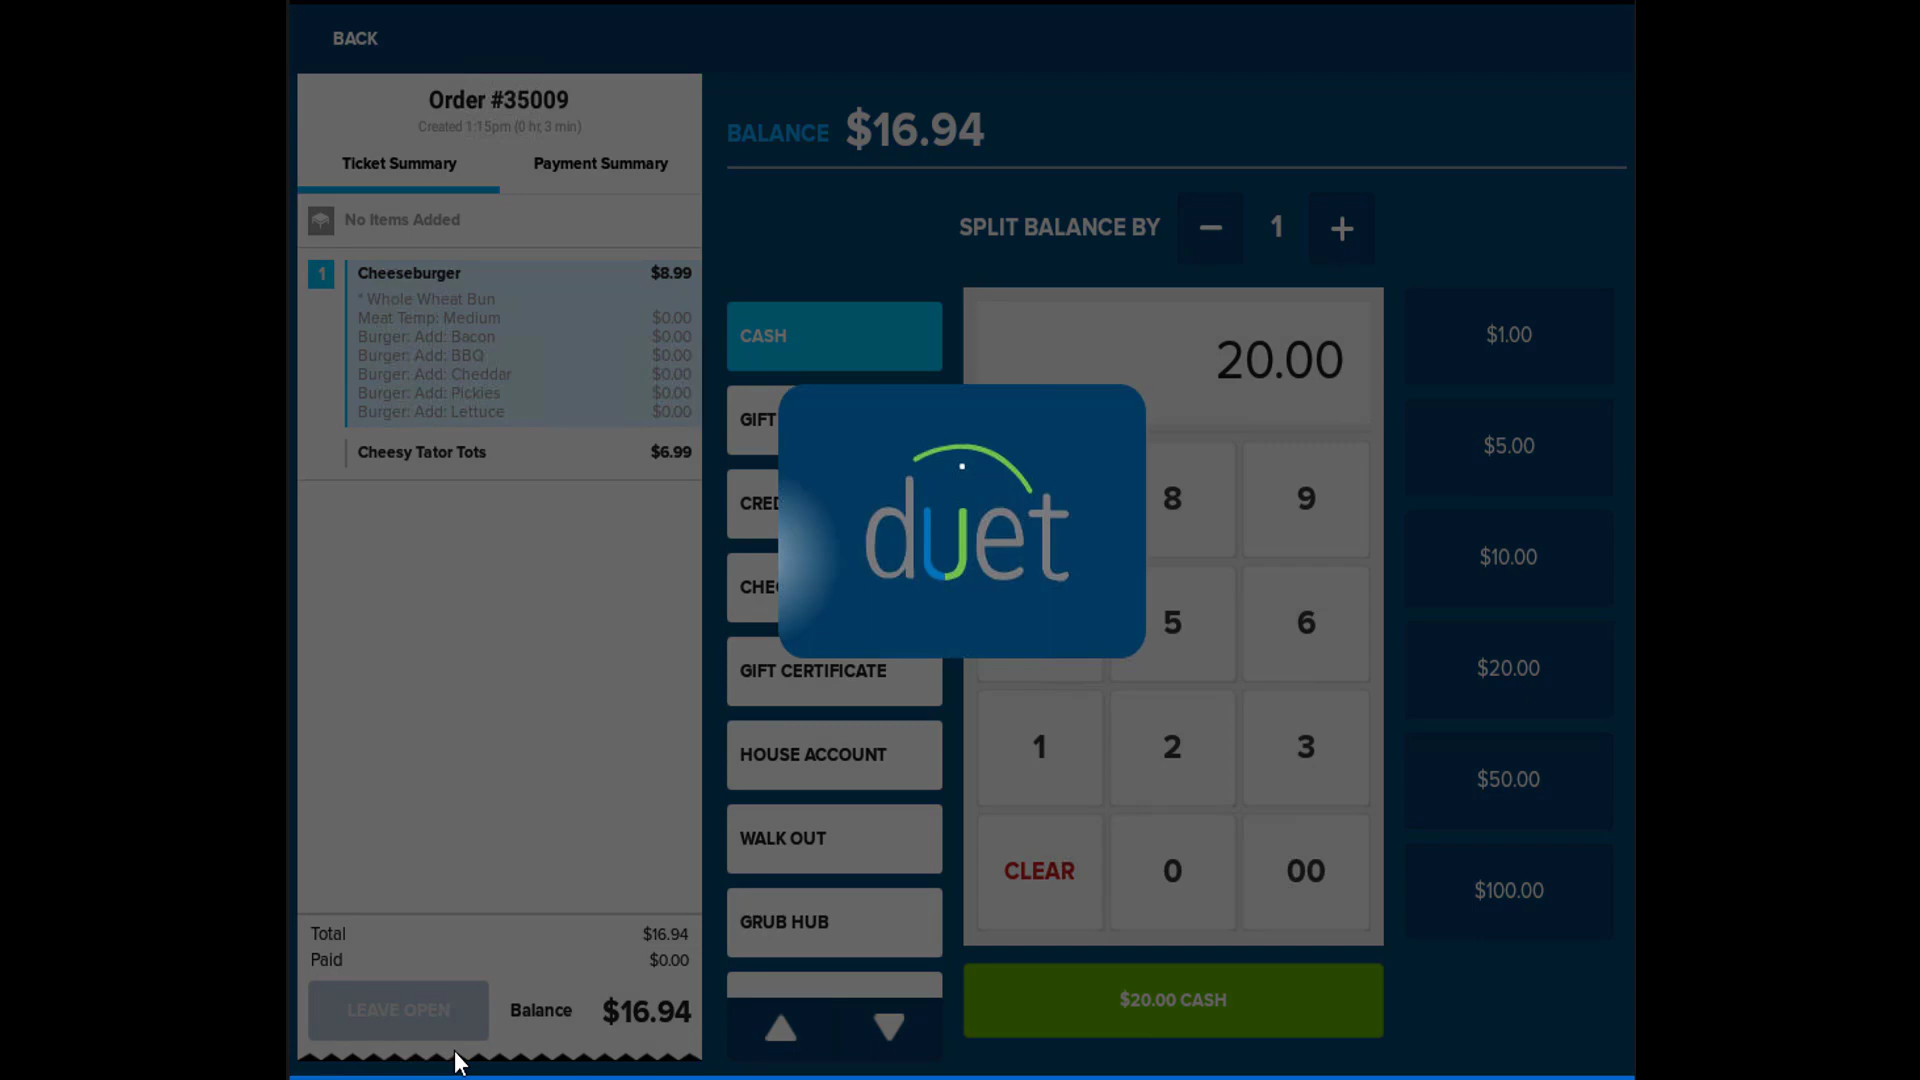 BACK
Order #35009
Created 1:15pm (0 hr, 3 min)
Ticket Summary
Payment Summary
No Items Added
1 Cheeseburger $8.99
* Whole Wheat Bun
Meat Temp: Medium $0.00
Burger: Add: Bacon $0.00
Burger: Add: BBQ $0.00
Burger: Add: Cheddar $0.00
Burger: Add: Pickles $0.00
Burger: Add: Lettuce $0.00
Cheesy Tator Tots $6.99
Total $16.94
Paid $0.00
LEAVE OPEN
Balance $16.94
BALANCE $16.94
SPLIT BALANCE BY − 1 +
CASH
GIFT
CRED
CHEC
GIFT CERTIFICATE
HOUSE ACCOUNT
WALK OUT
GRUB HUB
20.00
duet
8 9
5 6
1 2 3
CLEAR 0 00
$20.00 CASH
$1.00
$5.00
$10.00
$20.00
$50.00
$100.00